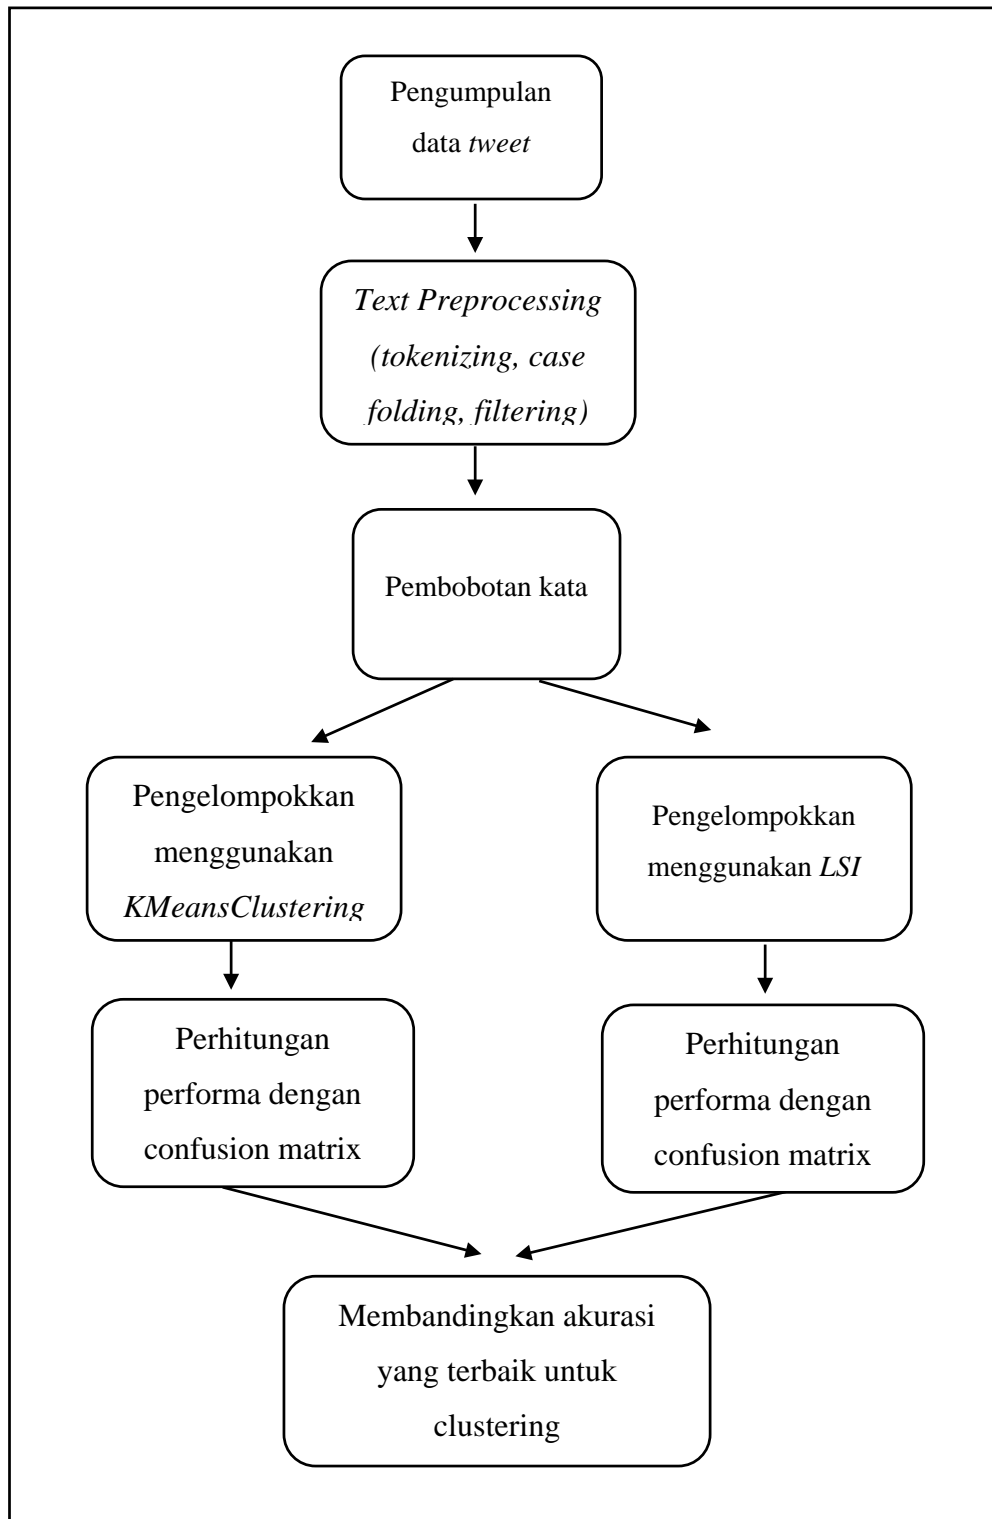 Pengumpulan
data tweet
Text Preprocessing
(tokenizing, case
folding, filtering)
Pembobotan kata
Pengelompokkan
menggunakan
KMeansClustering
Pengelompokkan
menggunakan LSI
Perhitungan
performa dengan
confusion matrix
Perhitungan
performa dengan
confusion matrix
Membandingkan akurasi
yang terbaik untuk
clustering